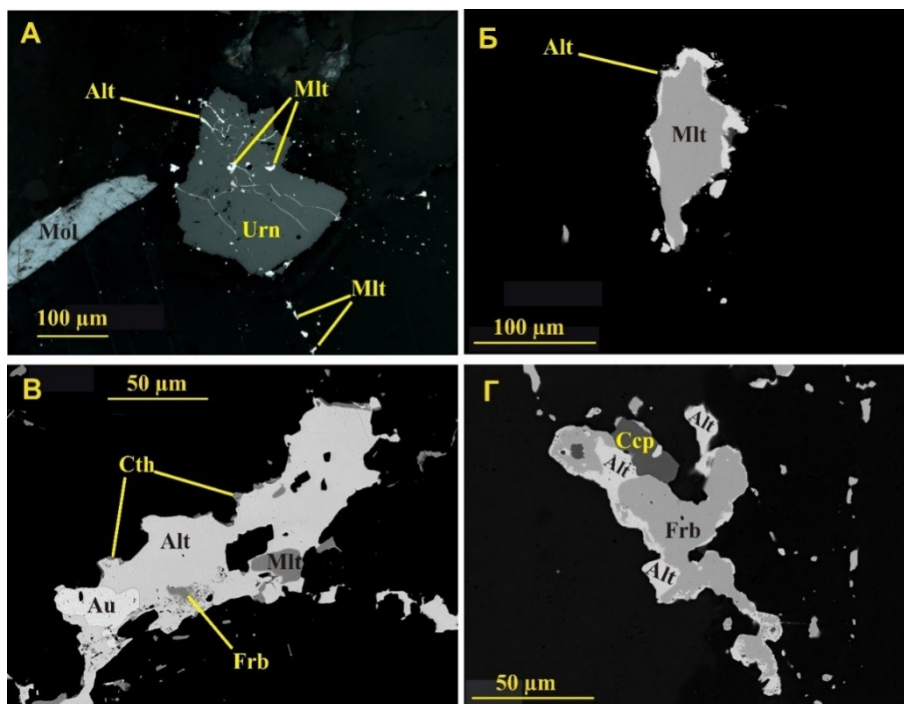 А
Alt
Mlt
Mol
Urn
Mlt
100 µm
Б
Alt
Mlt
100 µm
В
50 µm
Cth
Alt
Mlt
Au
Frb
Г
Alt
Ccp
Alt
Frb
Alt
50 µm